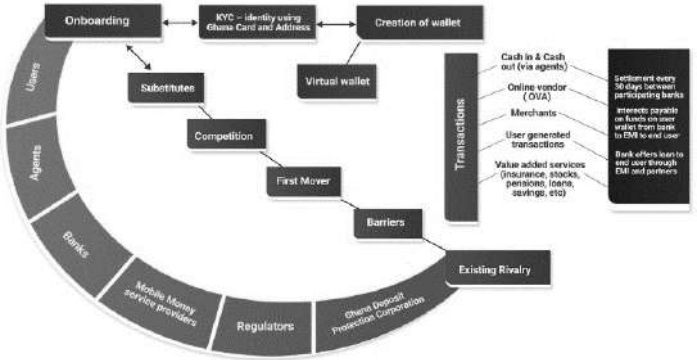 Onboarding
KYC – identity using
Ghana Card and Address
Creation of wallet
Virtual wallet
Substitutes
Competition
First Mover
Barriers
Existing Rivalry
Users
Agents
Banks
Mobile Money
service providers
Regulators
Ghana Deposit
Protection Corporation
Transactions
Cash in & Cash
out (via agents)
Online vendor
( OVA)
Merchants
User generated
transactions
Value added services
(insurance, stocks,
pensions, loans,
savings, etc)
Settlement every
30 days between
participating banks
Interests payable
on funds on user
wallet from bank
to EMI to end user
Bank offers loan to
end user through
EMI and partners